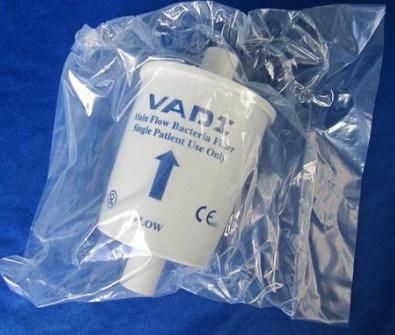 VADI
Main Flow Bacteria Filter
Single Patient Use Only
FLOW
CE